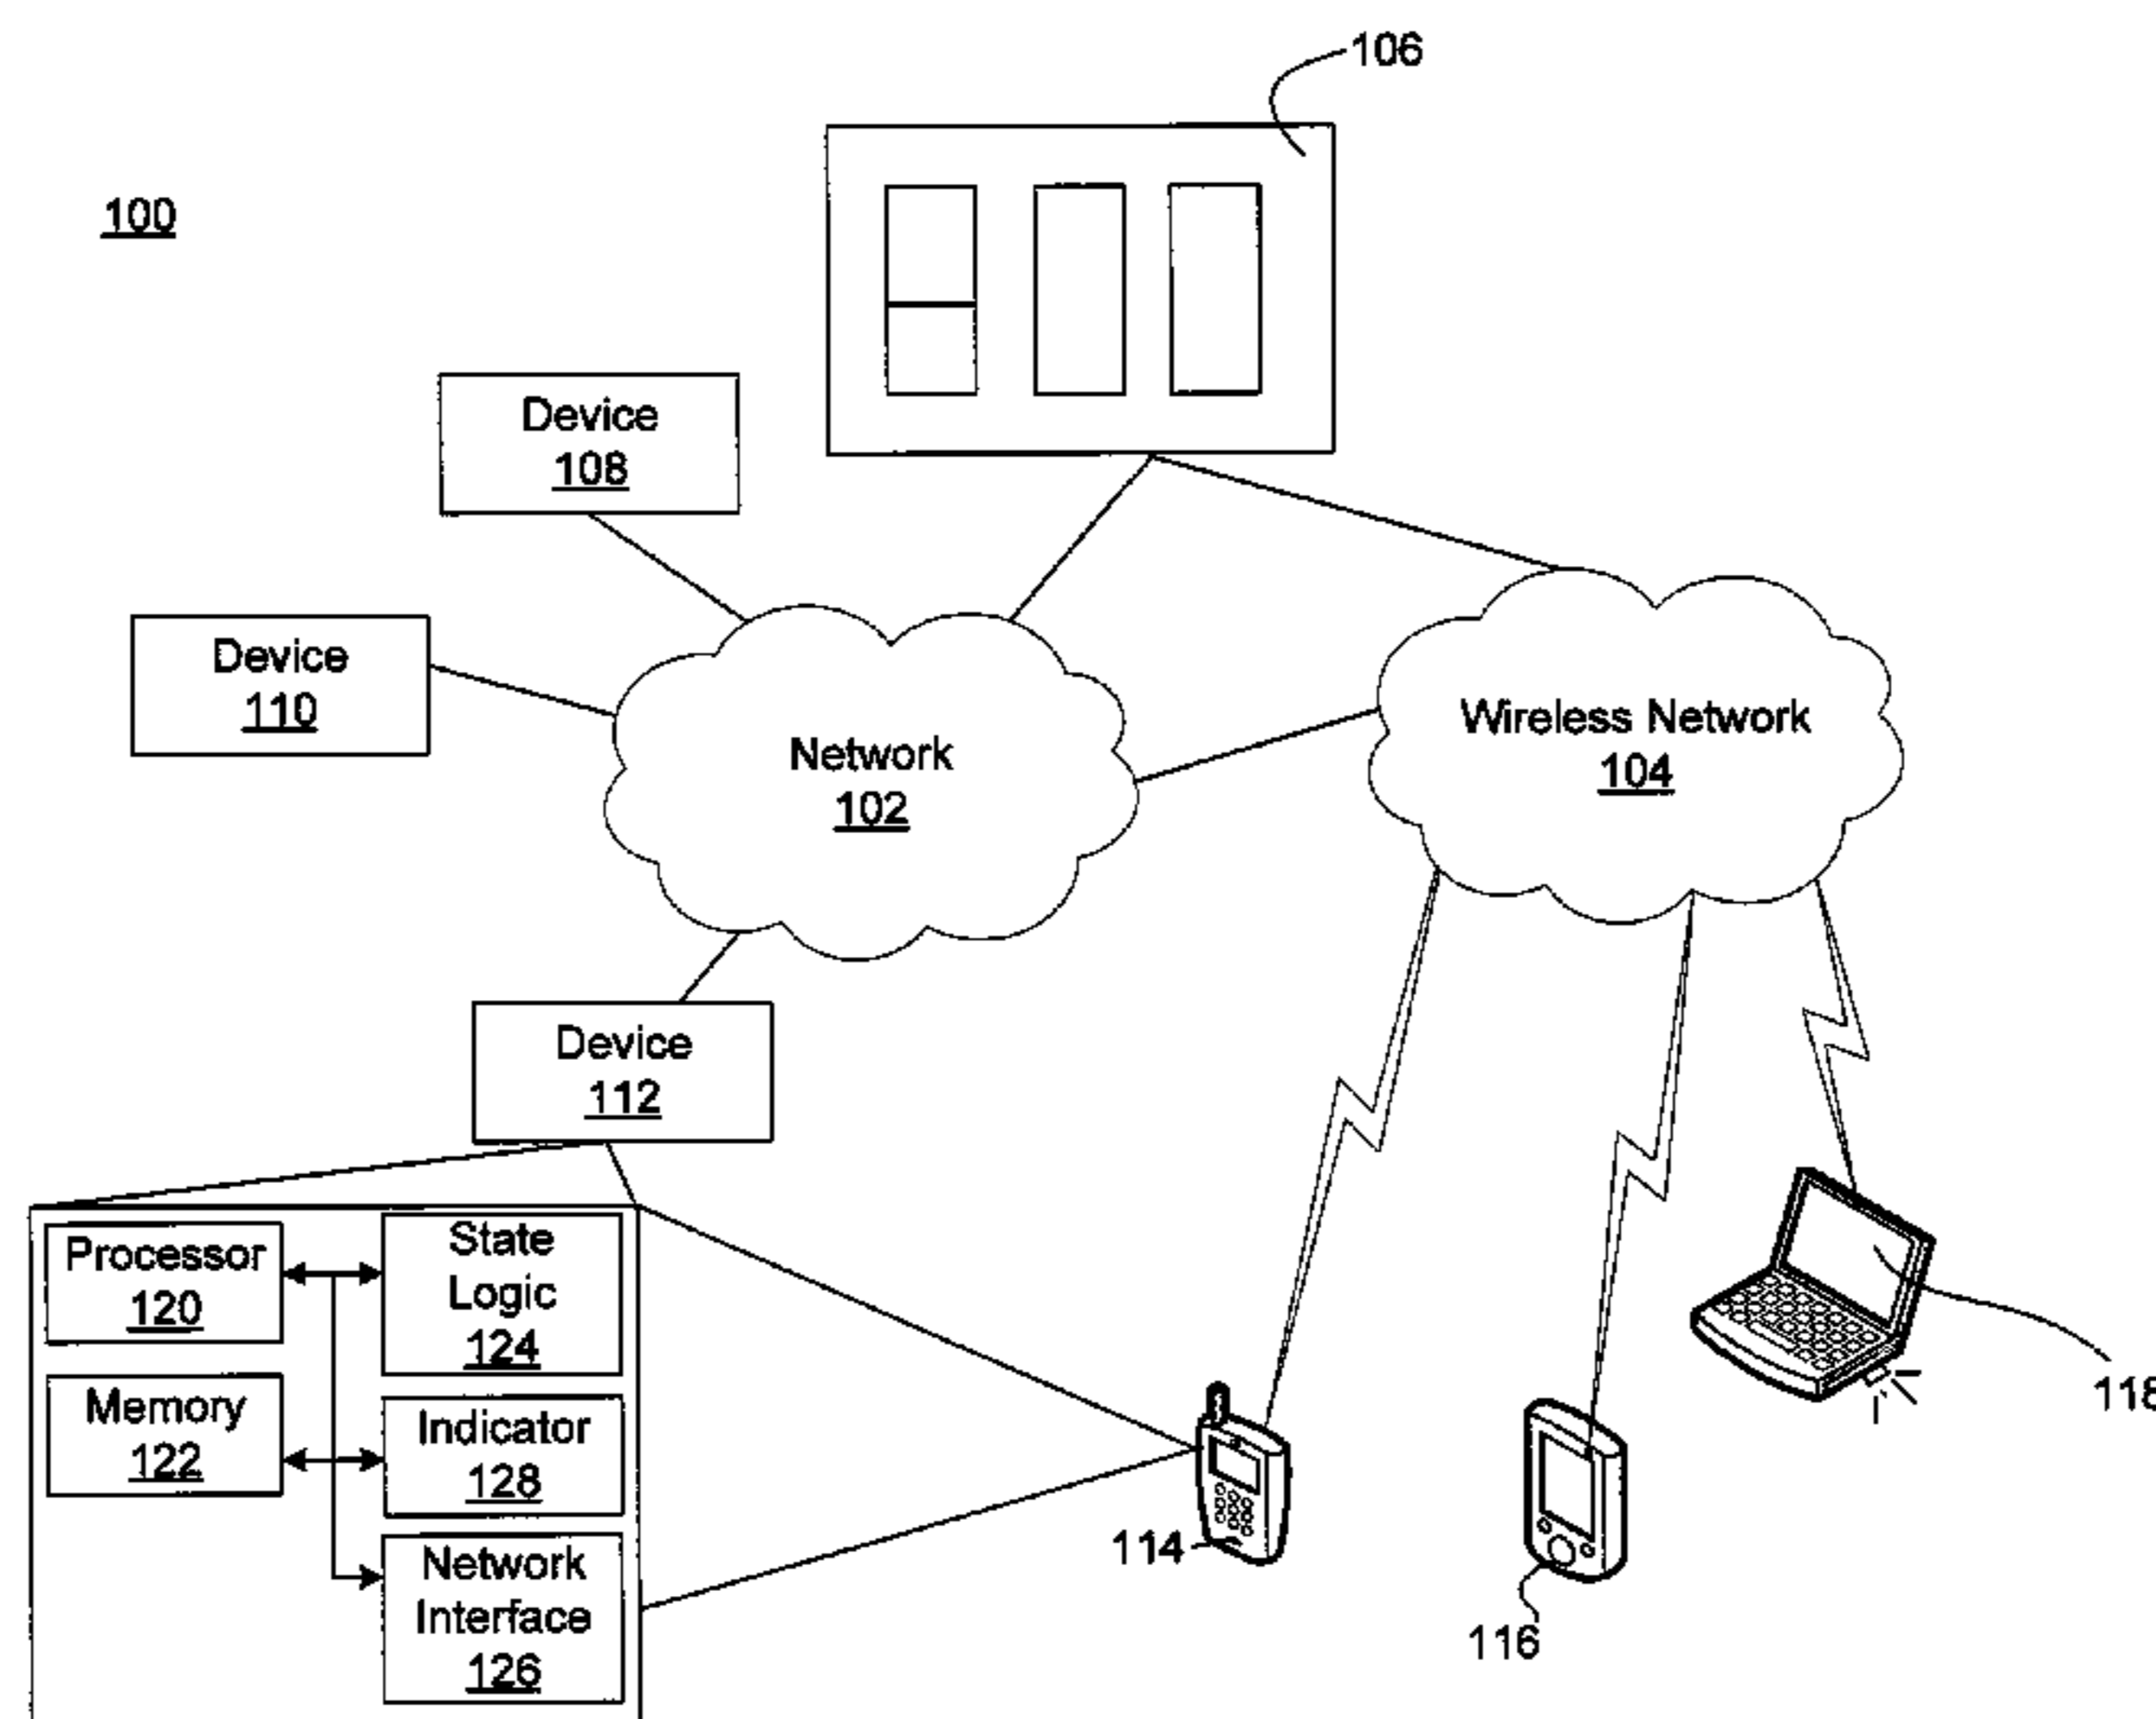 106
100
Device
108
Device
110
Network
102
Wireless Network
104
Device
112
Processor
120
State
Logic
124
Memory
122
Indicator
128
Network
Interface
126
114
116
118